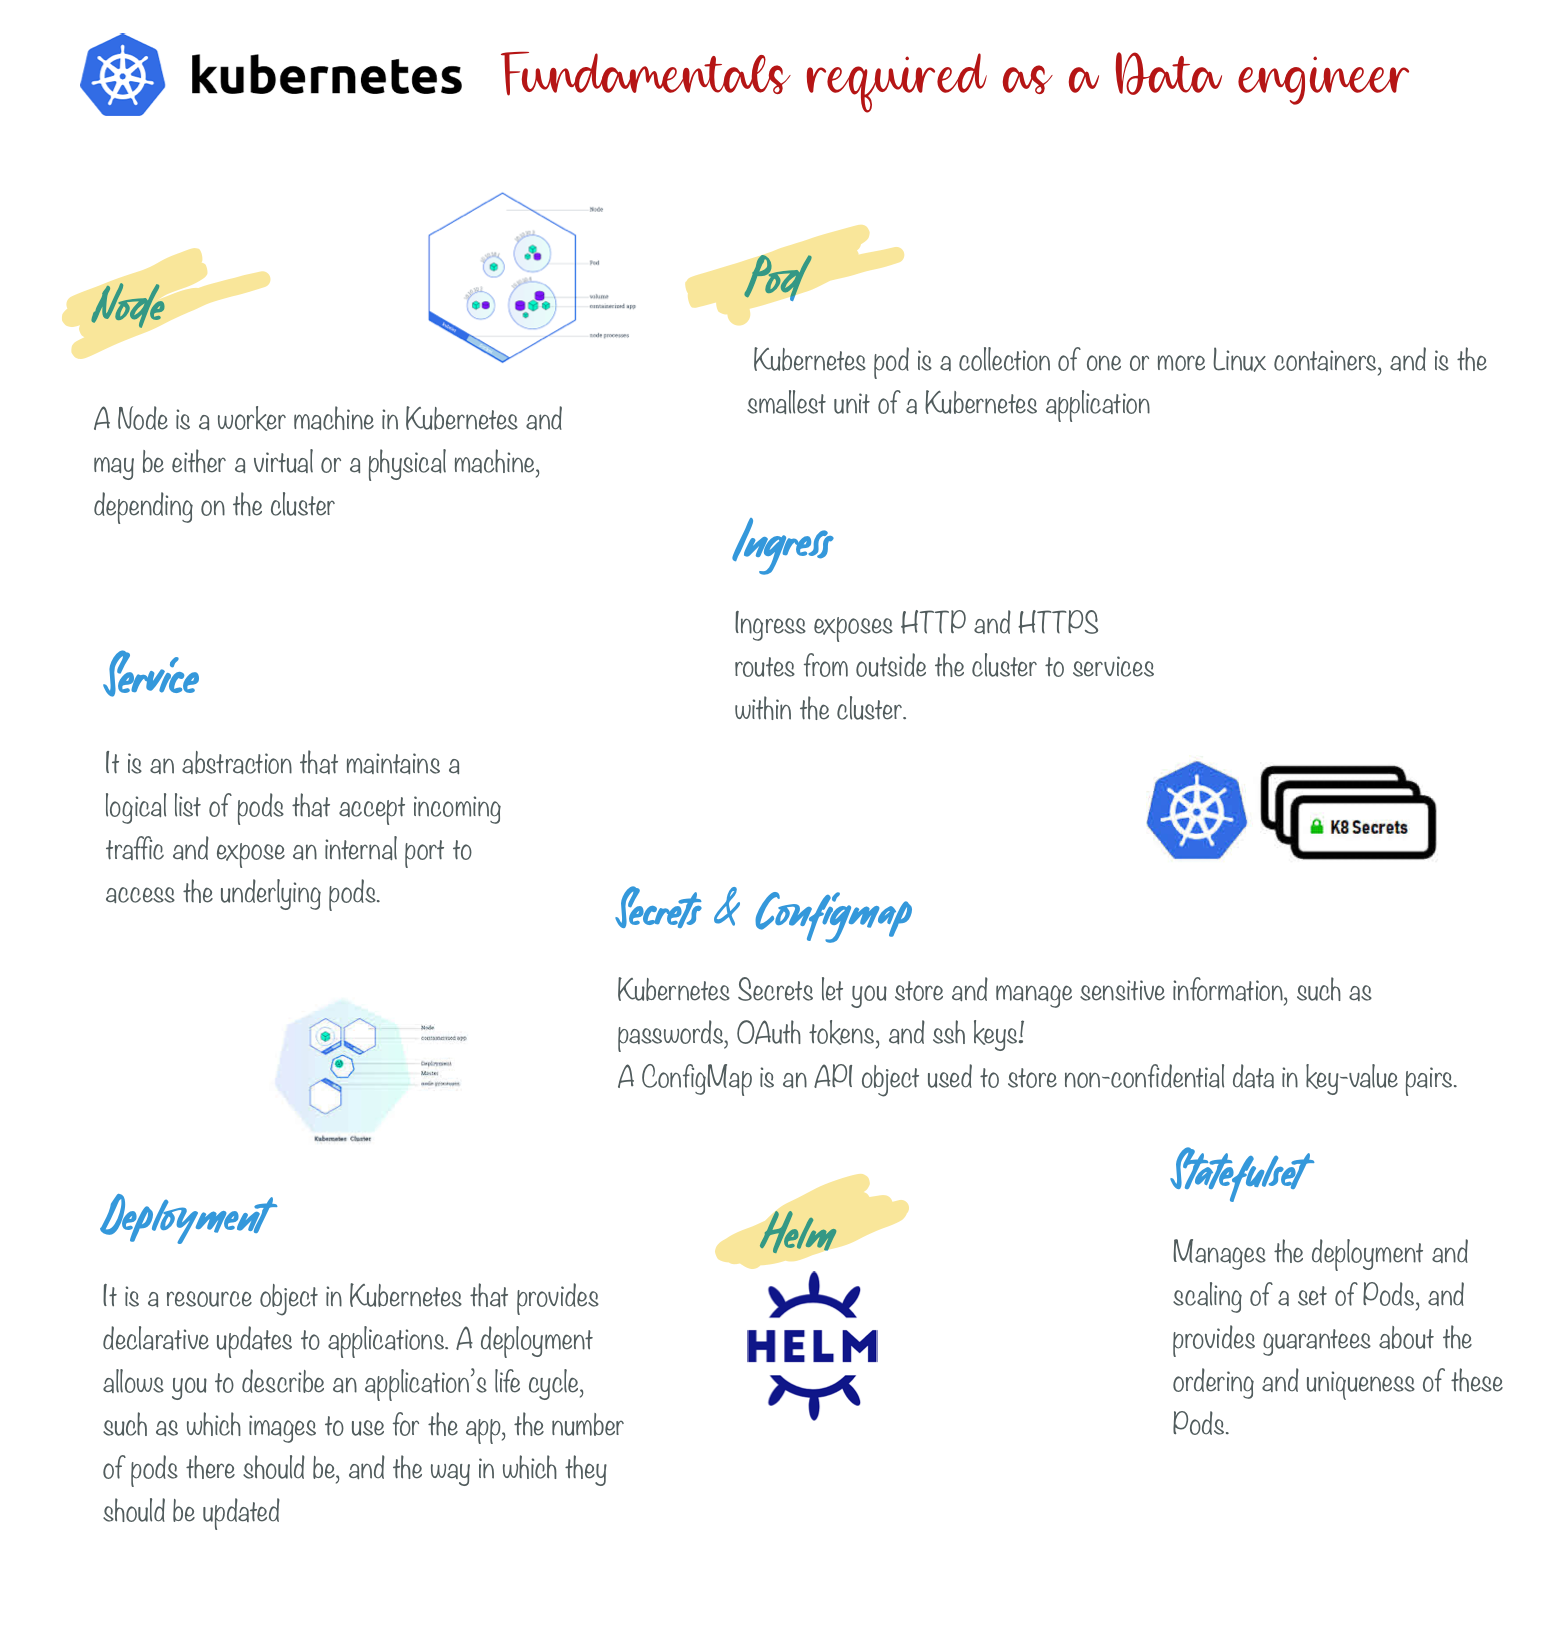 kubernetes Fundamentals required as a Data engineer
Node
Node
Pod
volume
containerized app
node processes
A Node is a worker machine in Kubernetes and
may be either a virtual or a physical machine,
depending on the cluster
Pod
Kubernetes pod is a collection of one or more Linux containers, and is the
smallest unit of a Kubernetes application
Ingress
Ingress exposes HTTP and HTTPS
routes from outside the cluster to services
within the cluster.
Service
It is an abstraction that maintains a
logical list of pods that accept incoming
traffic and expose an internal port to
access the underlying pods.
K8 Secrets
Secrets & Configmap
Kubernetes Secrets let you store and manage sensitive information, such as
passwords, OAuth tokens, and ssh keys!
A ConfigMap is an API object used to store non-confidential data in key-value pairs.
Node
containerized app
Deployment
Master
node processes
Kubernetes Cluster
Deployment
It is a resource object in Kubernetes that provides
declarative updates to applications. A deployment
allows you to describe an application's life cycle,
such as which images to use for the app, the number
of pods there should be, and the way in which they
should be updated
Helm
HELM
Statefulset
Manages the deployment and
scaling of a set of Pods, and
provides guarantees about the
ordering and uniqueness of these
Pods.